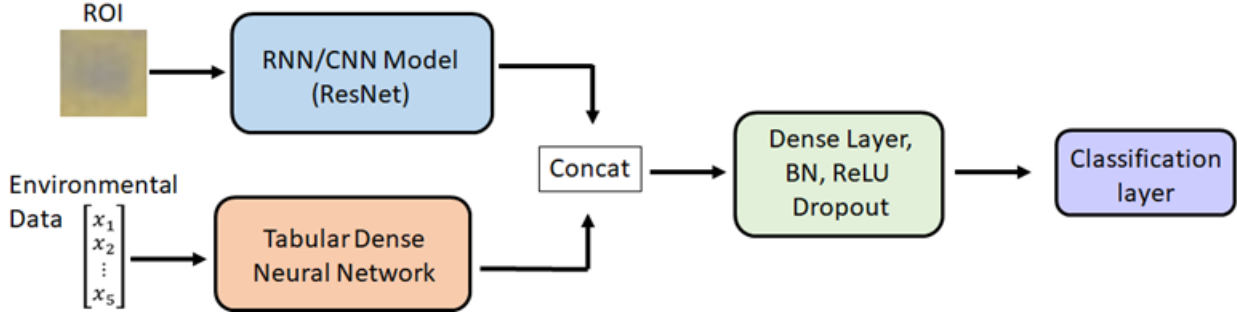 ROI
RNN/CNN Model
(ResNet)
Environmental
Data
x₁
x₂
⋮
x₅
Tabular Dense
Neural Network
Concat
Dense Layer,
BN, ReLU
Dropout
Classification
layer